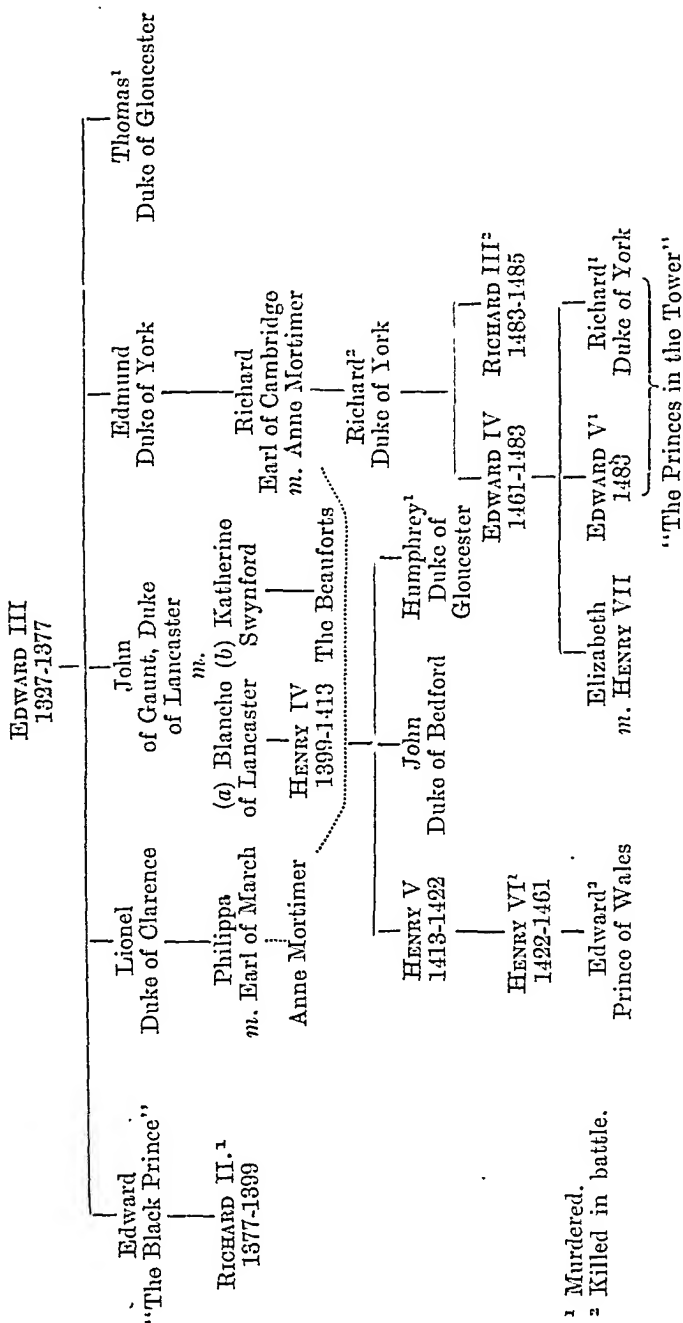 EDWARD III
1327-1377
Edward
"The Black Prince"
Lionel
Duke of Clarence
John
of Gaunt, Duke
of Lancaster
m.
Edmund
Duke of York
Thomas¹
Duke of Gloucester
RICHARD II.¹
1377-1399
Philippa
m. Earl of March
(a) Blanche (b) Katherine
of Lancaster Swynford
Richard
Earl of Cambridge
m. Anne Mortimer
Anne Mortimer
HENRY IV
1399-1413
The Beauforts
Richard²
Duke of York
HENRY V
1413-1422
John
Duke of Bedford
Humphrey¹
Duke of
Gloucester
EDWARD IV
1461-1483
RICHARD III²
1483-1485
HENRY VI¹
1422-1461
Edward²
Prince of Wales
Elizabeth
m. HENRY VII
EDWARD V¹
1483
Richard¹
Duke of York
"The Princes in the Tower"
¹ Murdered.
² Killed in battle.